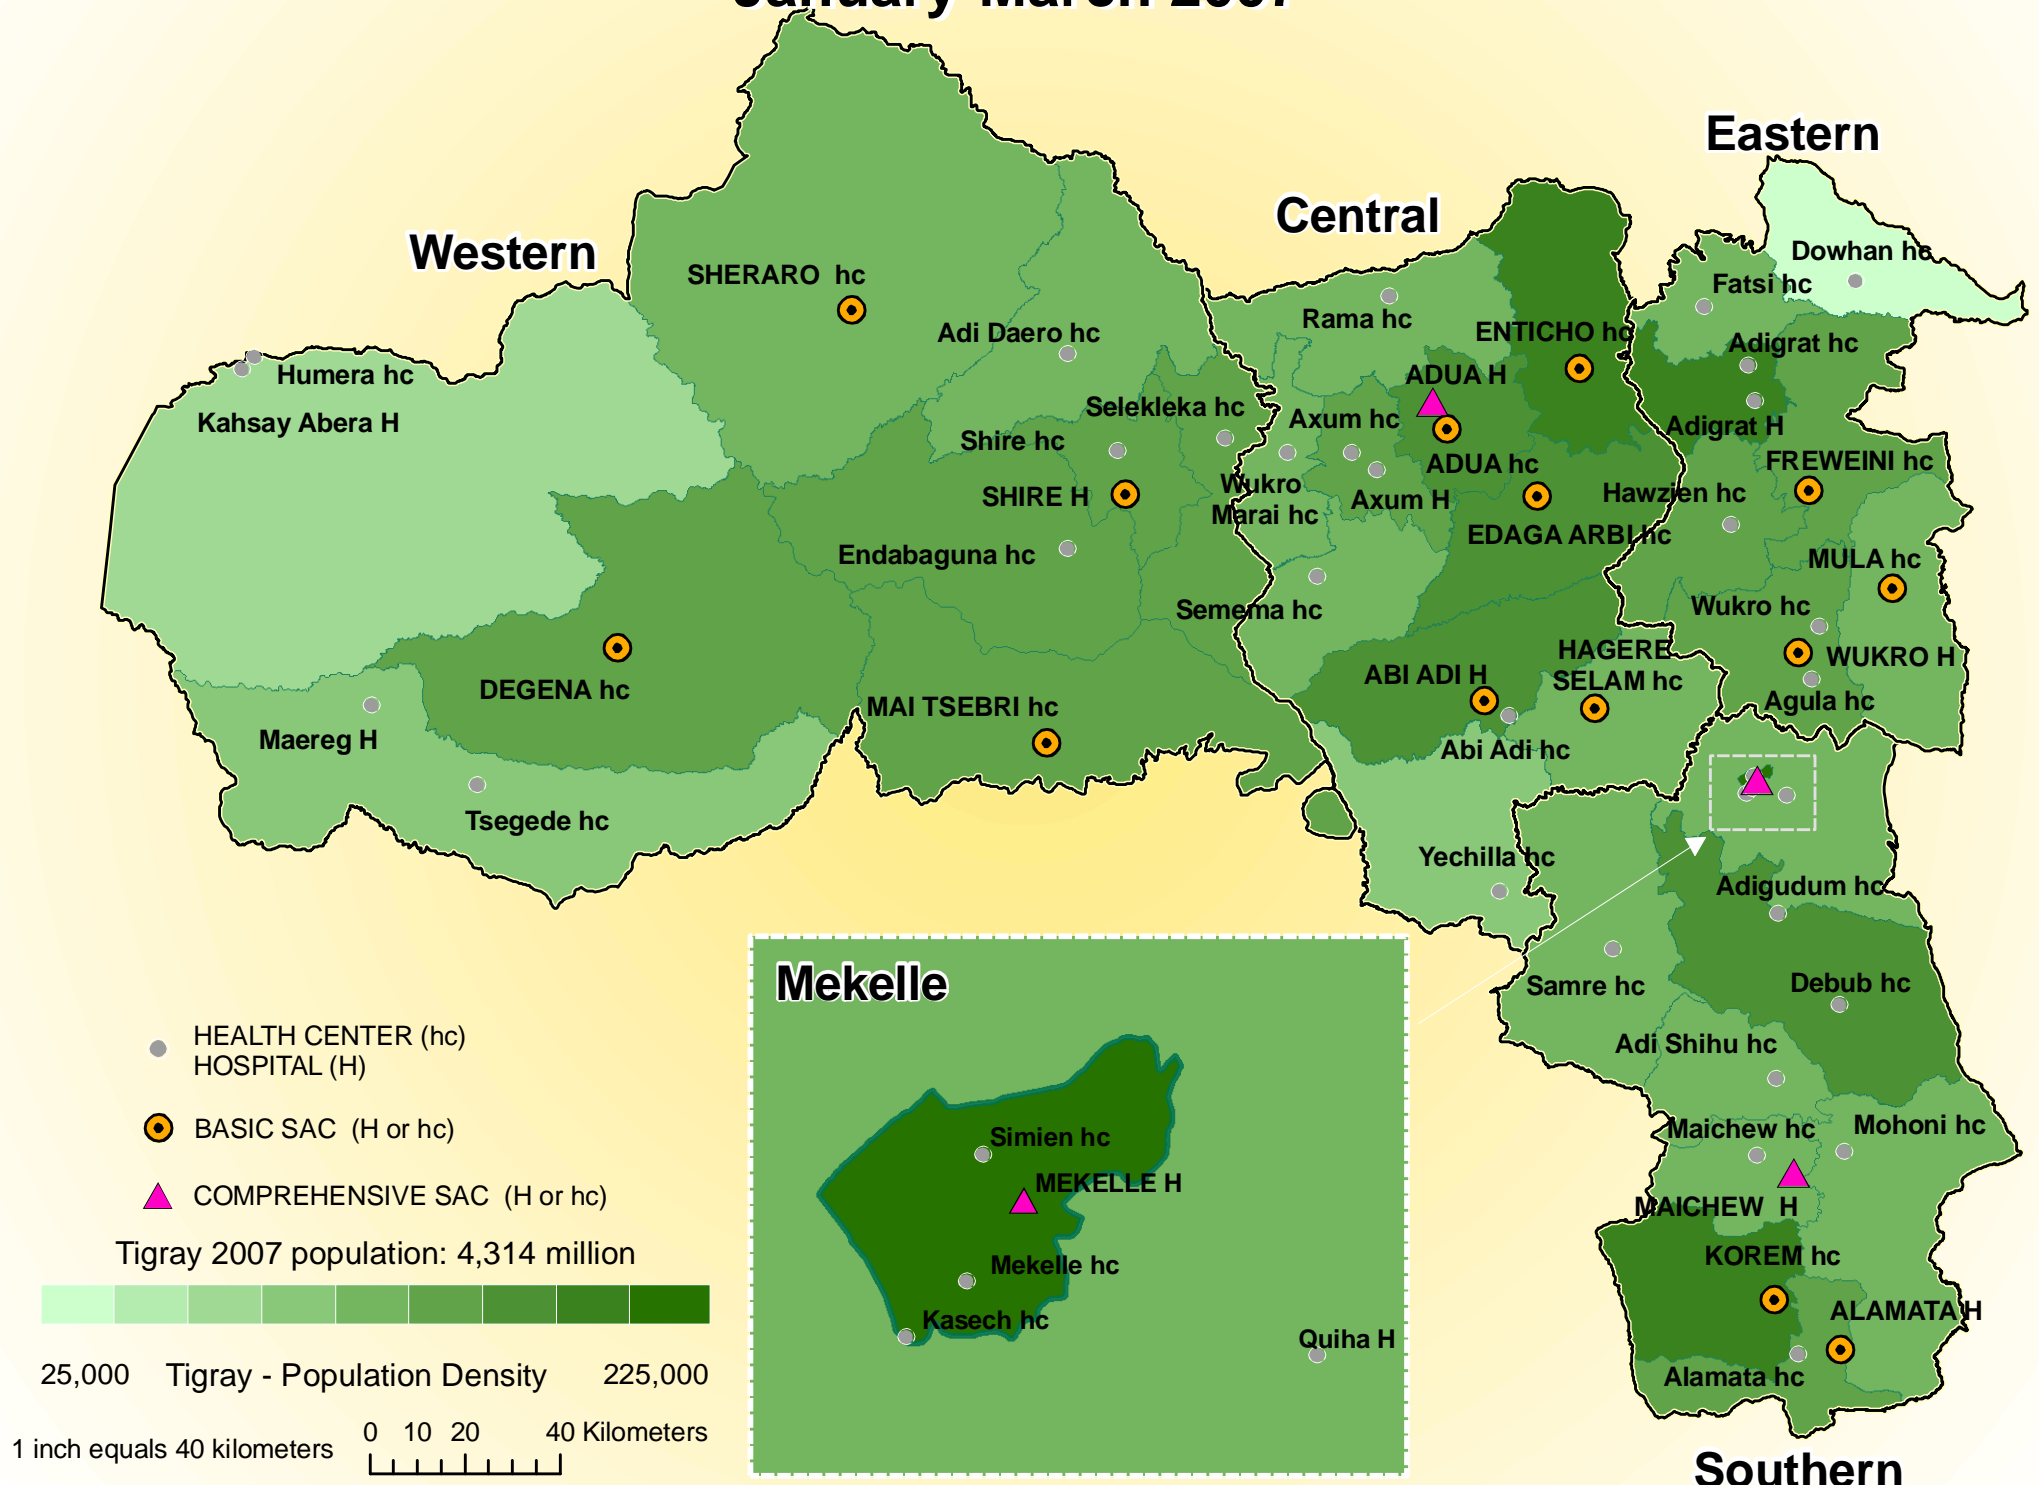 January-March 2007
Eastern
Central
Western
Dowhan hc
Fatsi hc
SHERARO hc
Rama hc
Adi Daero hc
ENTICHO hc
Adigrat hc
Humera hc
ADUA H
Kahsay Abera H
Selekleka hc
Axum hc
Adigrat H
Shire hc
ADUA hc
FREWEINI hc
SHIRE H
Wukro
Marai hc
Axum H
Hawzien hc
EDAGA ARBI hc
Endabaguna hc
MULA hc
Semema hc
Wukro hc
HAGERE
SELAM hc
WUKRO H
DEGENA hc
ABI ADI H
MAI TSEBRI hc
Agula hc
Maereg H
Abi Adi hc
Tsegede hc
Yechilla hc
Adigudum hc
Mekelle
Samre hc
Debub hc
Adi Shihu hc
Maichew hc
Mohoni hc
MAICHEW H
KOREM hc
ALAMATA H
Alamata hc
Southern
Simien hc
MEKELLE H
Mekelle hc
Kasech hc
Quiha H
HEALTH CENTER (hc)
HOSPITAL (H)
BASIC SAC (H or hc)
COMPREHENSIVE SAC (H or hc)
Tigray 2007 population: 4,314 million
25,000 Tigray - Population Density 225,000
0 10 20 40 Kilometers
1 inch equals 40 kilometers